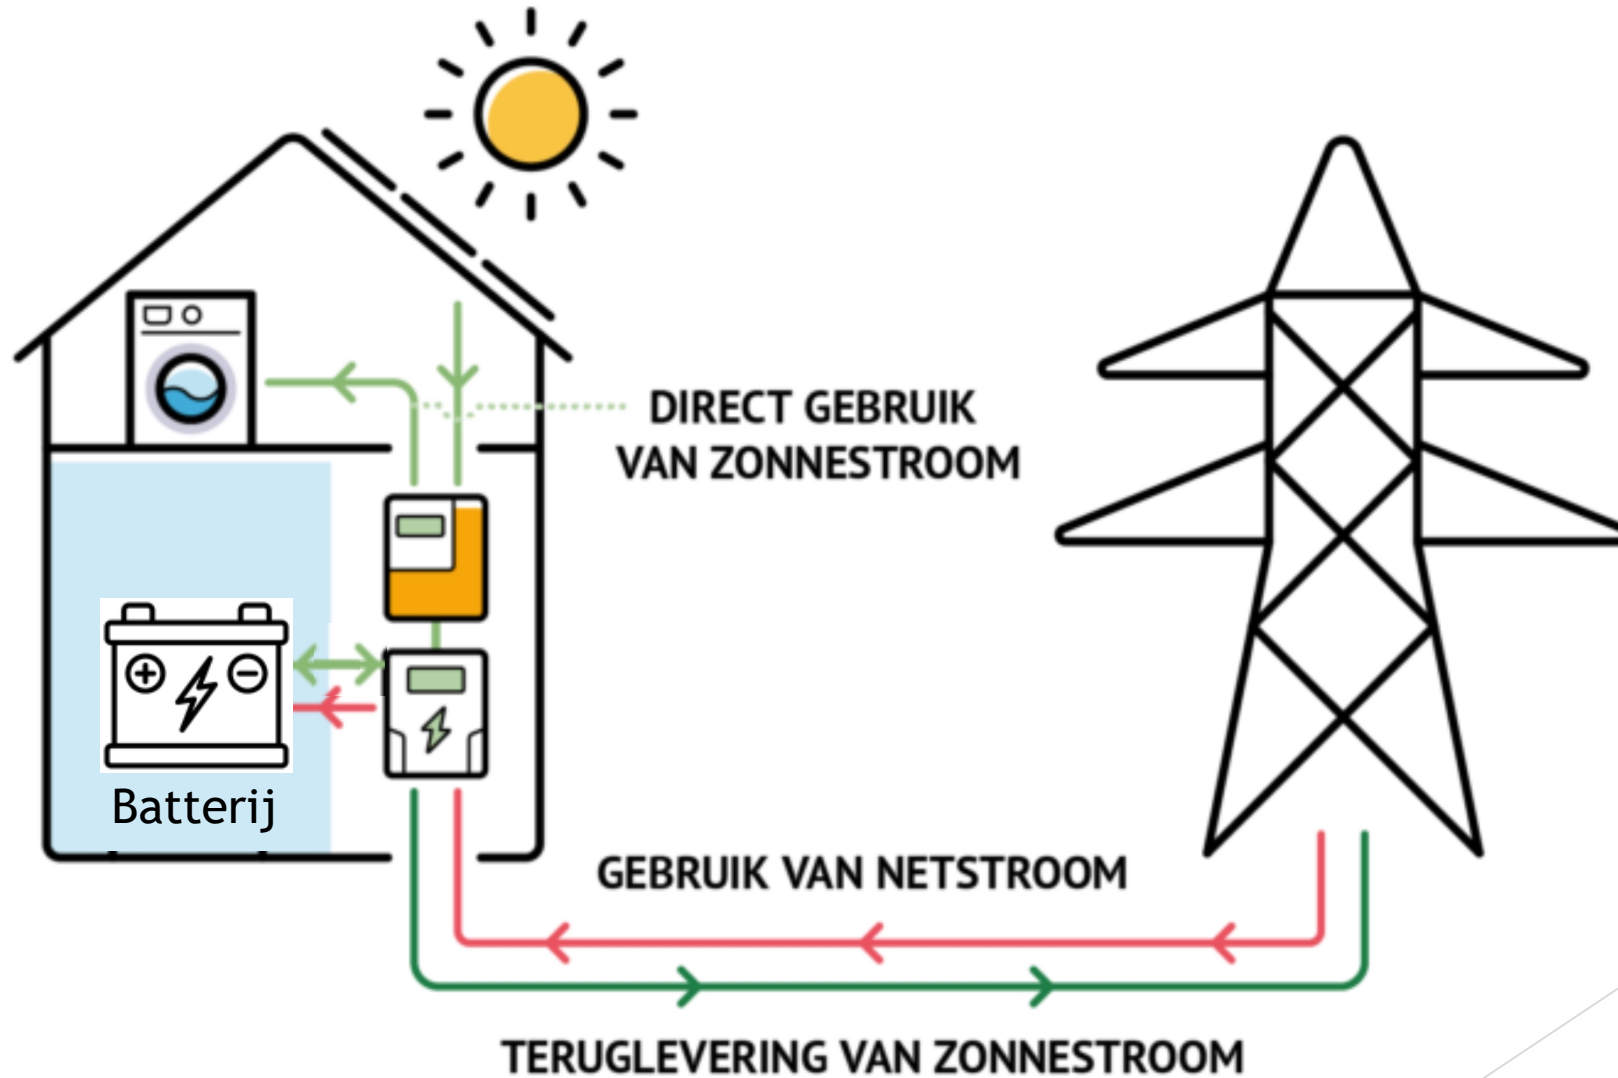 DIRECT GEBRUIK
VAN ZONNESTROOM
Batterij
GEBRUIK VAN NETSTROOM
TERUGLEVERING VAN ZONNESTROOM